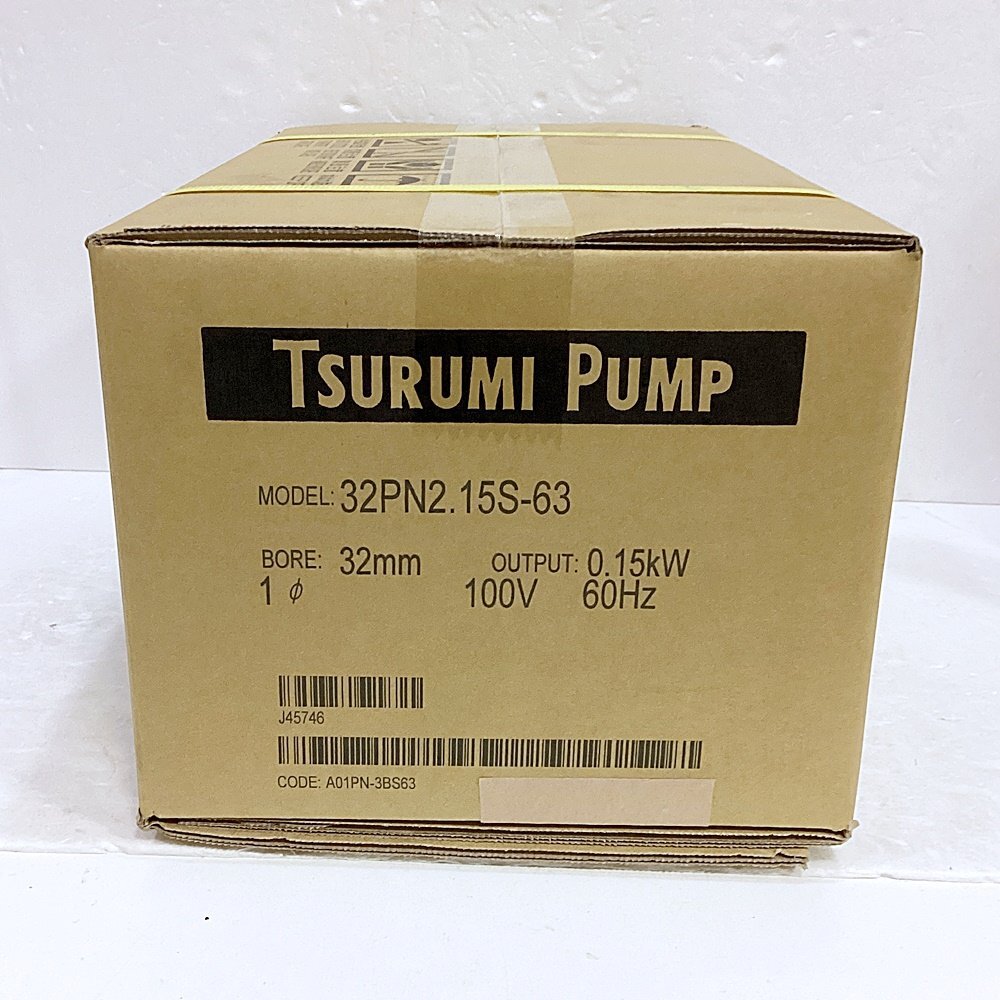 TSURUMI PUMP
MODEL: 32PN2.15S-63
BORE: 32mm OUTPUT: 0.15kW
1 ϕ 100V 60Hz
J45746
CODE: A01PN-3BS63